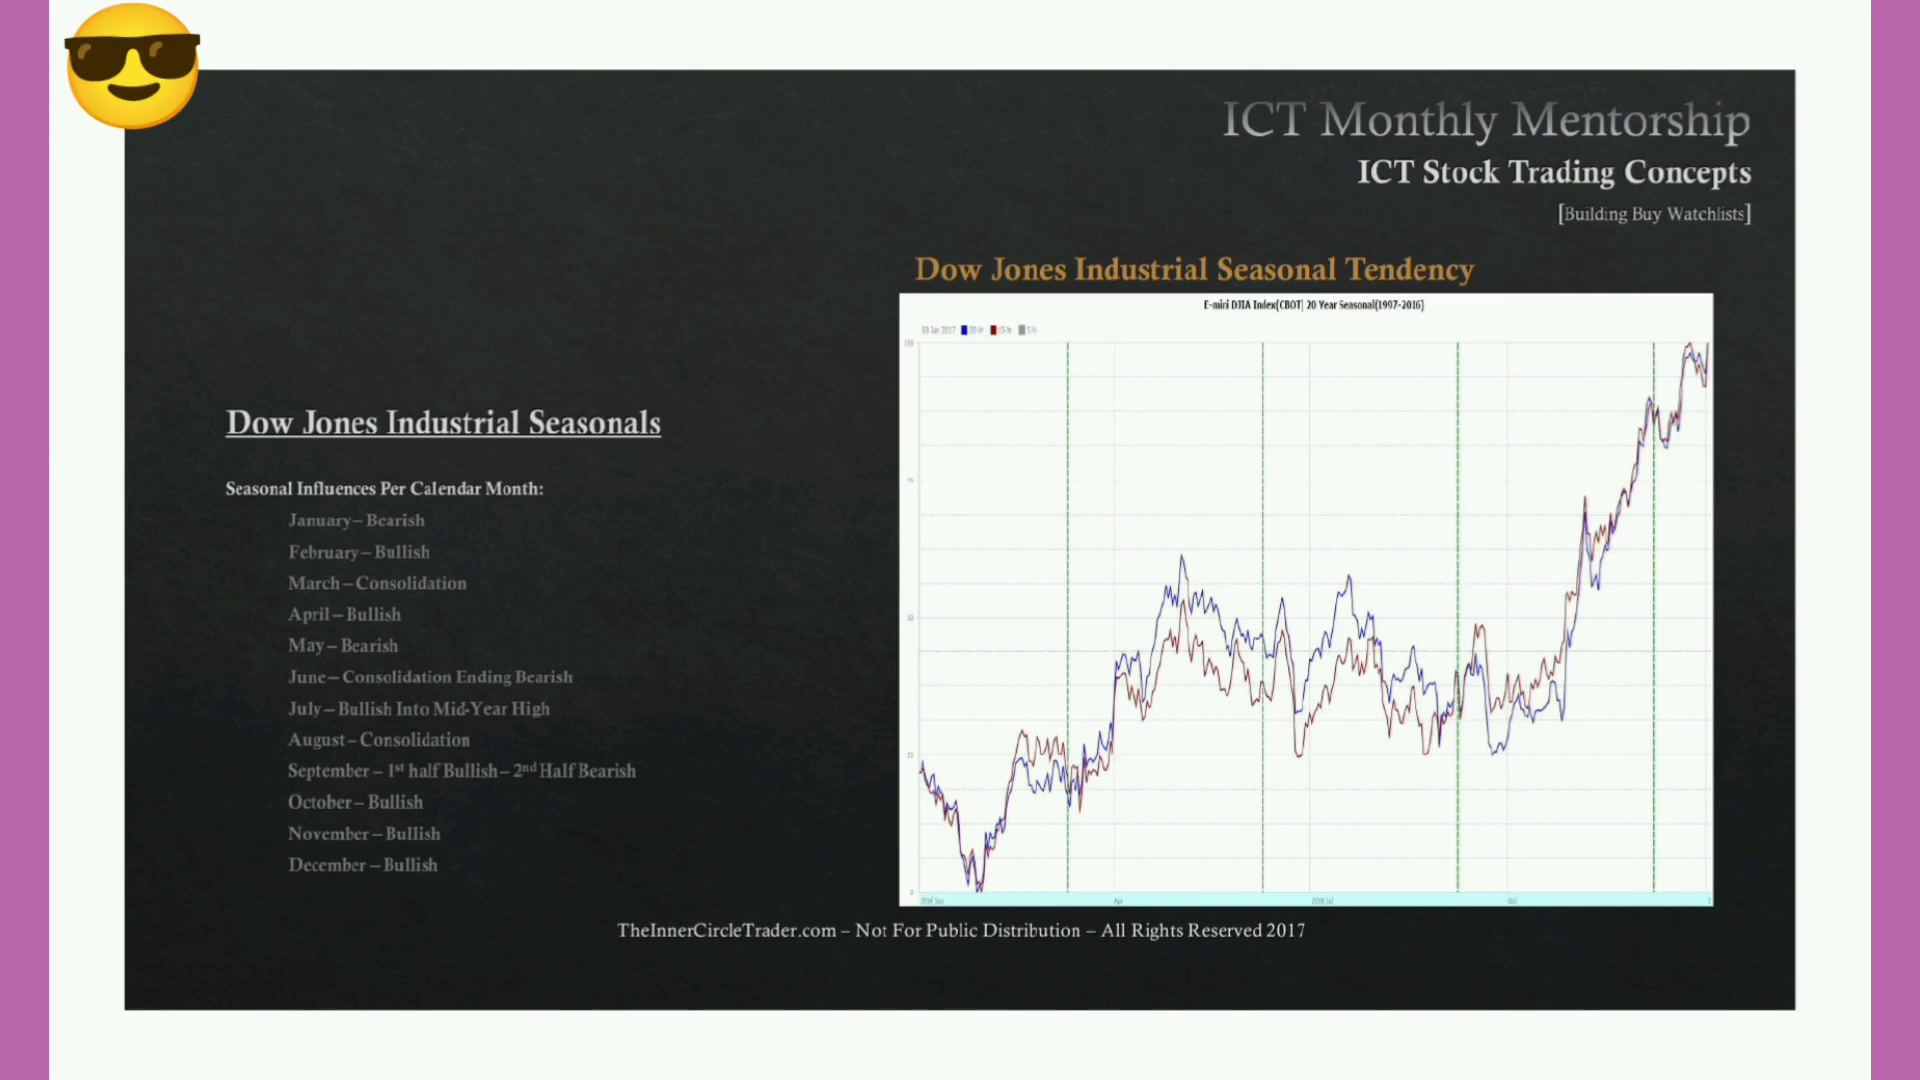 ICT Monthly Mentorship
ICT Stock Trading Concepts
[Building Buy Watchlists]
Dow Jones Industrial Seasonal Tendency
E-mini DJIA Index(CBOT) 20 Year Seasonal(1997-2016)
Dow Jones Industrial Seasonals
Seasonal Influences Per Calendar Month:
January – Bearish
February – Bullish
March – Consolidation
April – Bullish
May – Bearish
June – Consolidation Ending Bearish
July – Bullish Into Mid-Year High
August – Consolidation
September – 1st half Bullish – 2nd Half Bearish
October – Bullish
November – Bullish
December – Bullish
Apr
Oct
TheInnerCircleTrader.com – Not For Public Distribution – All Rights Reserved 2017